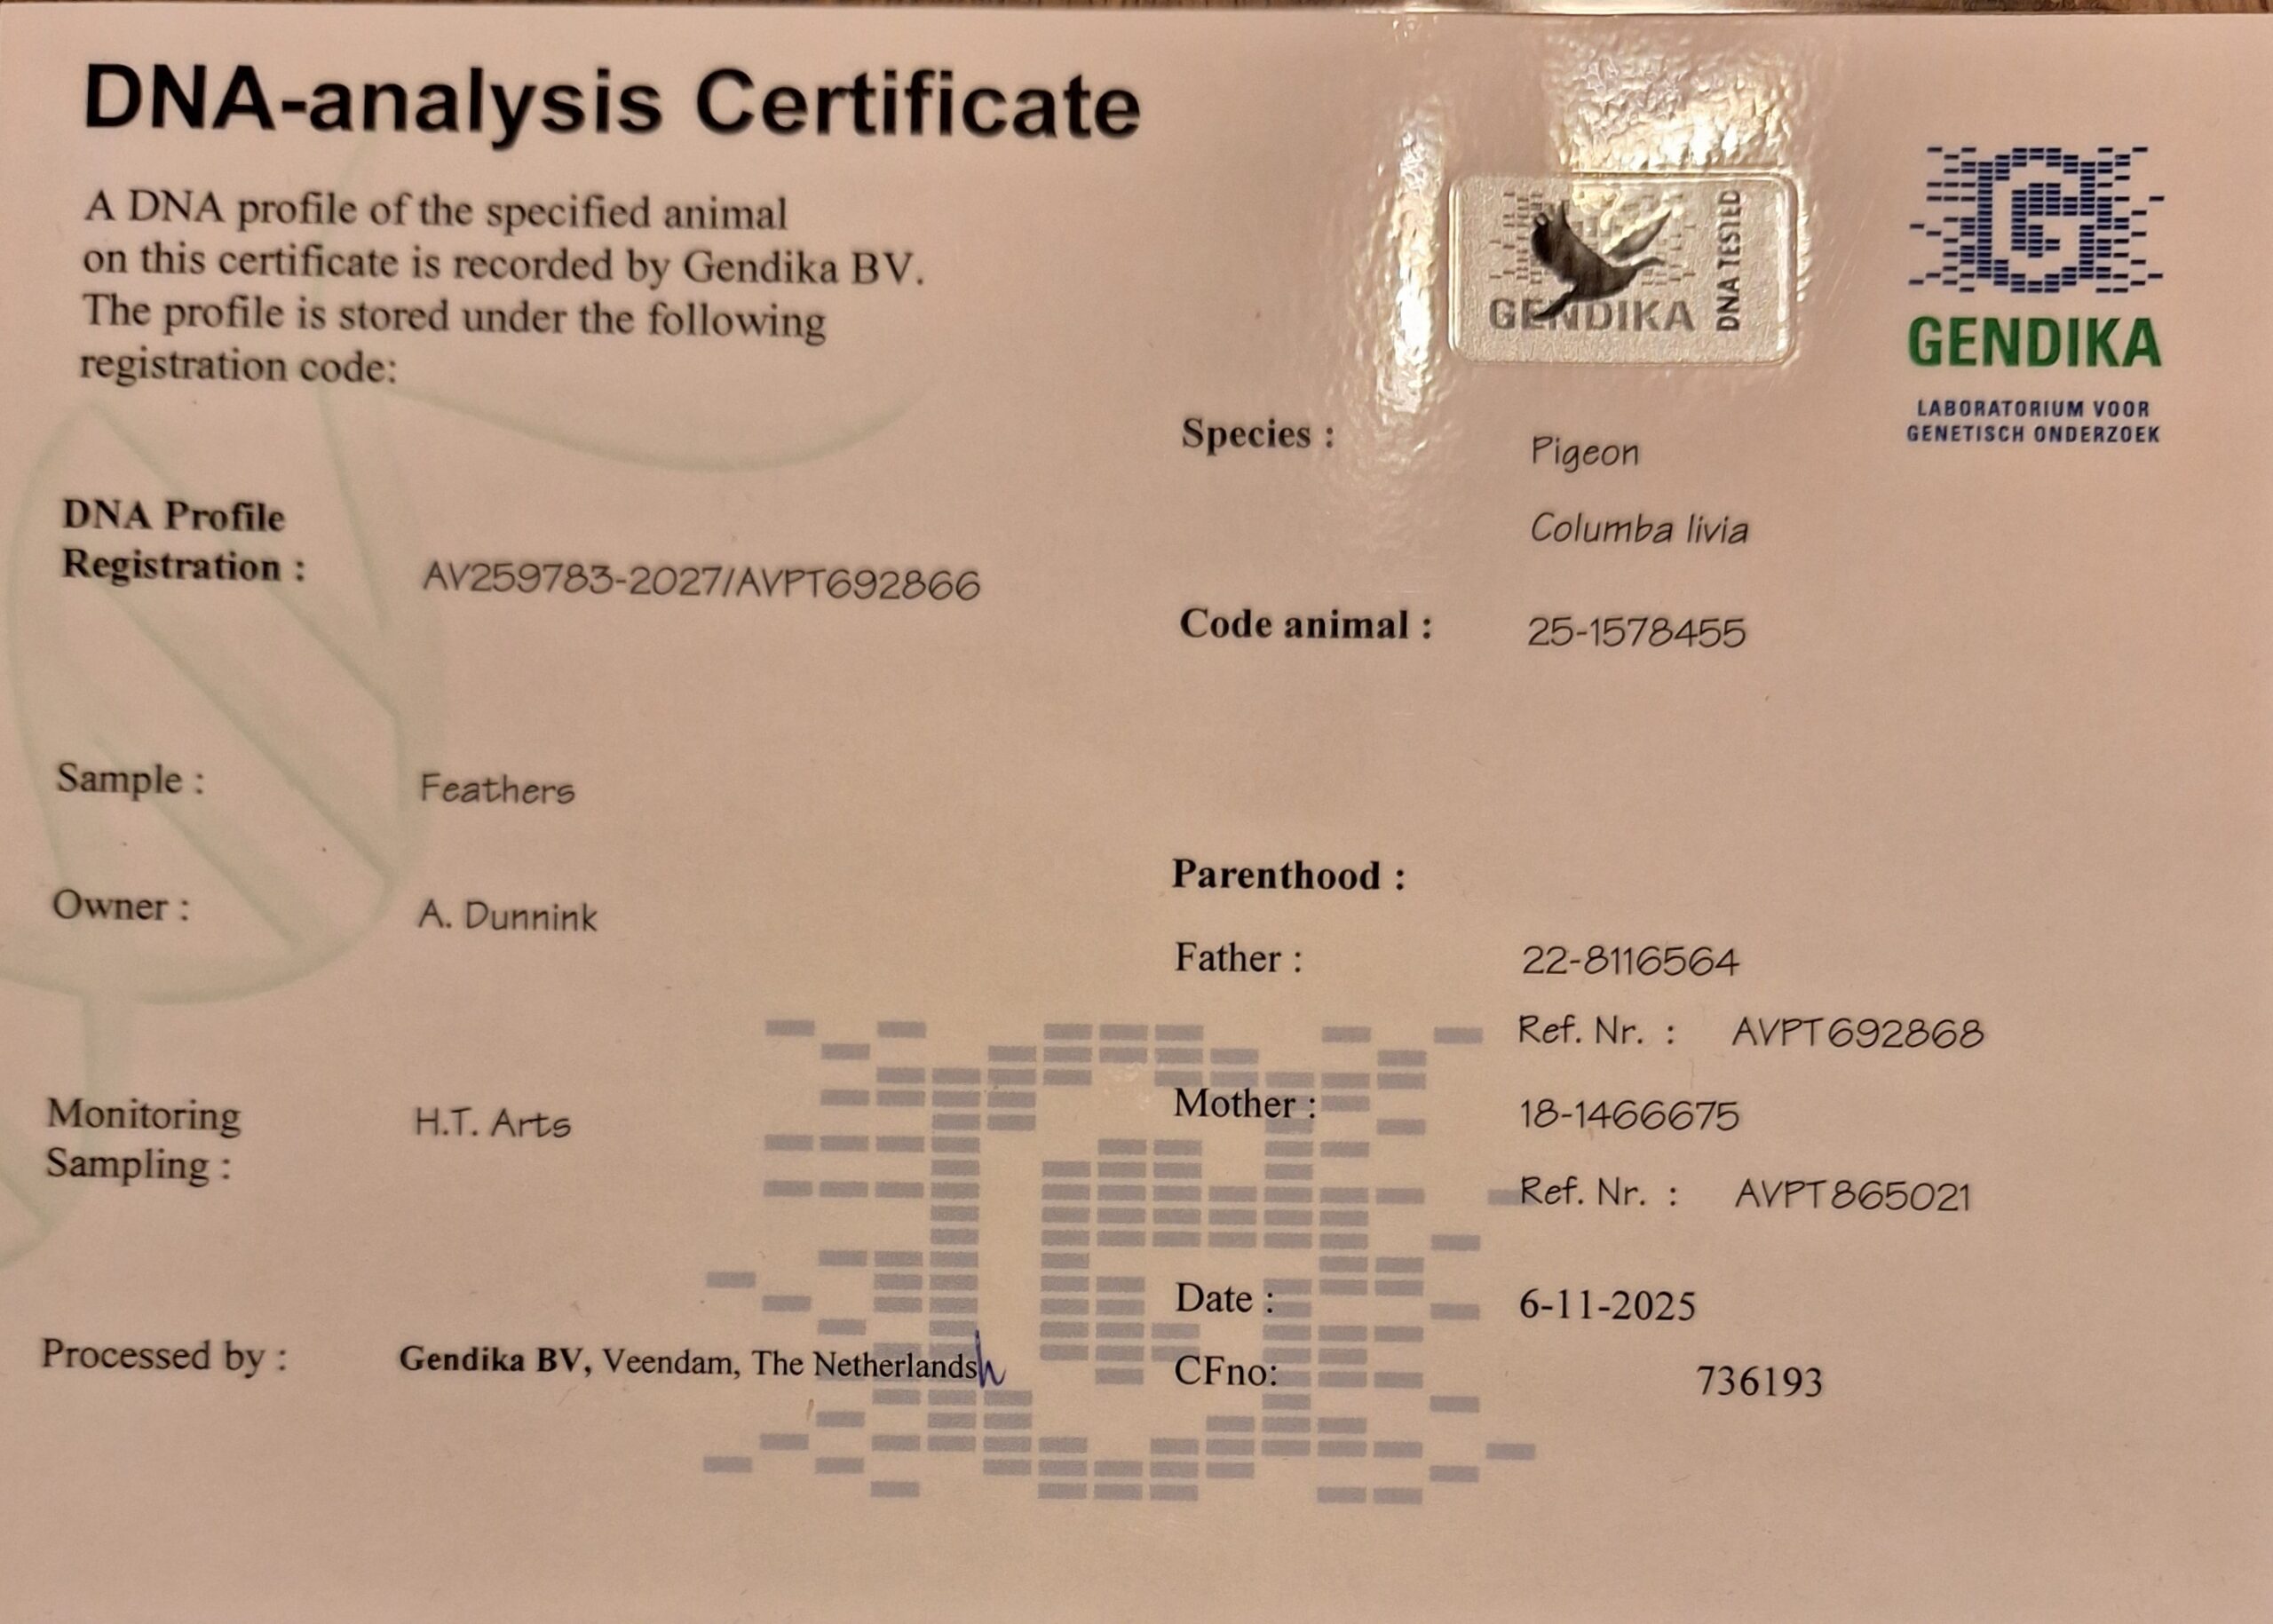 DNA-analysis Certificate
A DNA profile of the specified animal
on this certificate is recorded by Gendika BV.
The profile is stored under the following
registration code:
GENDIKA
DNA TESTED
GENDIKA
LABORATORIUM VOOR
GENETISCH ONDERZOEK
DNA Profile
Registration : AV259783-2027/AVPT692866
Sample : Feathers
Owner : A. Dunnink
Monitoring H.T. Arts
Sampling :
Processed by : Gendika BV, Veendam, The Netherlands
Species : Pigeon
Columba livia
Code animal : 25-1578455
Parenthood :
Father : 22-8116564
Ref. Nr. : AVPT692868
Mother : 18-1466675
Ref. Nr. : AVPT865021
Date : 6-11-2025
CFno: 736193